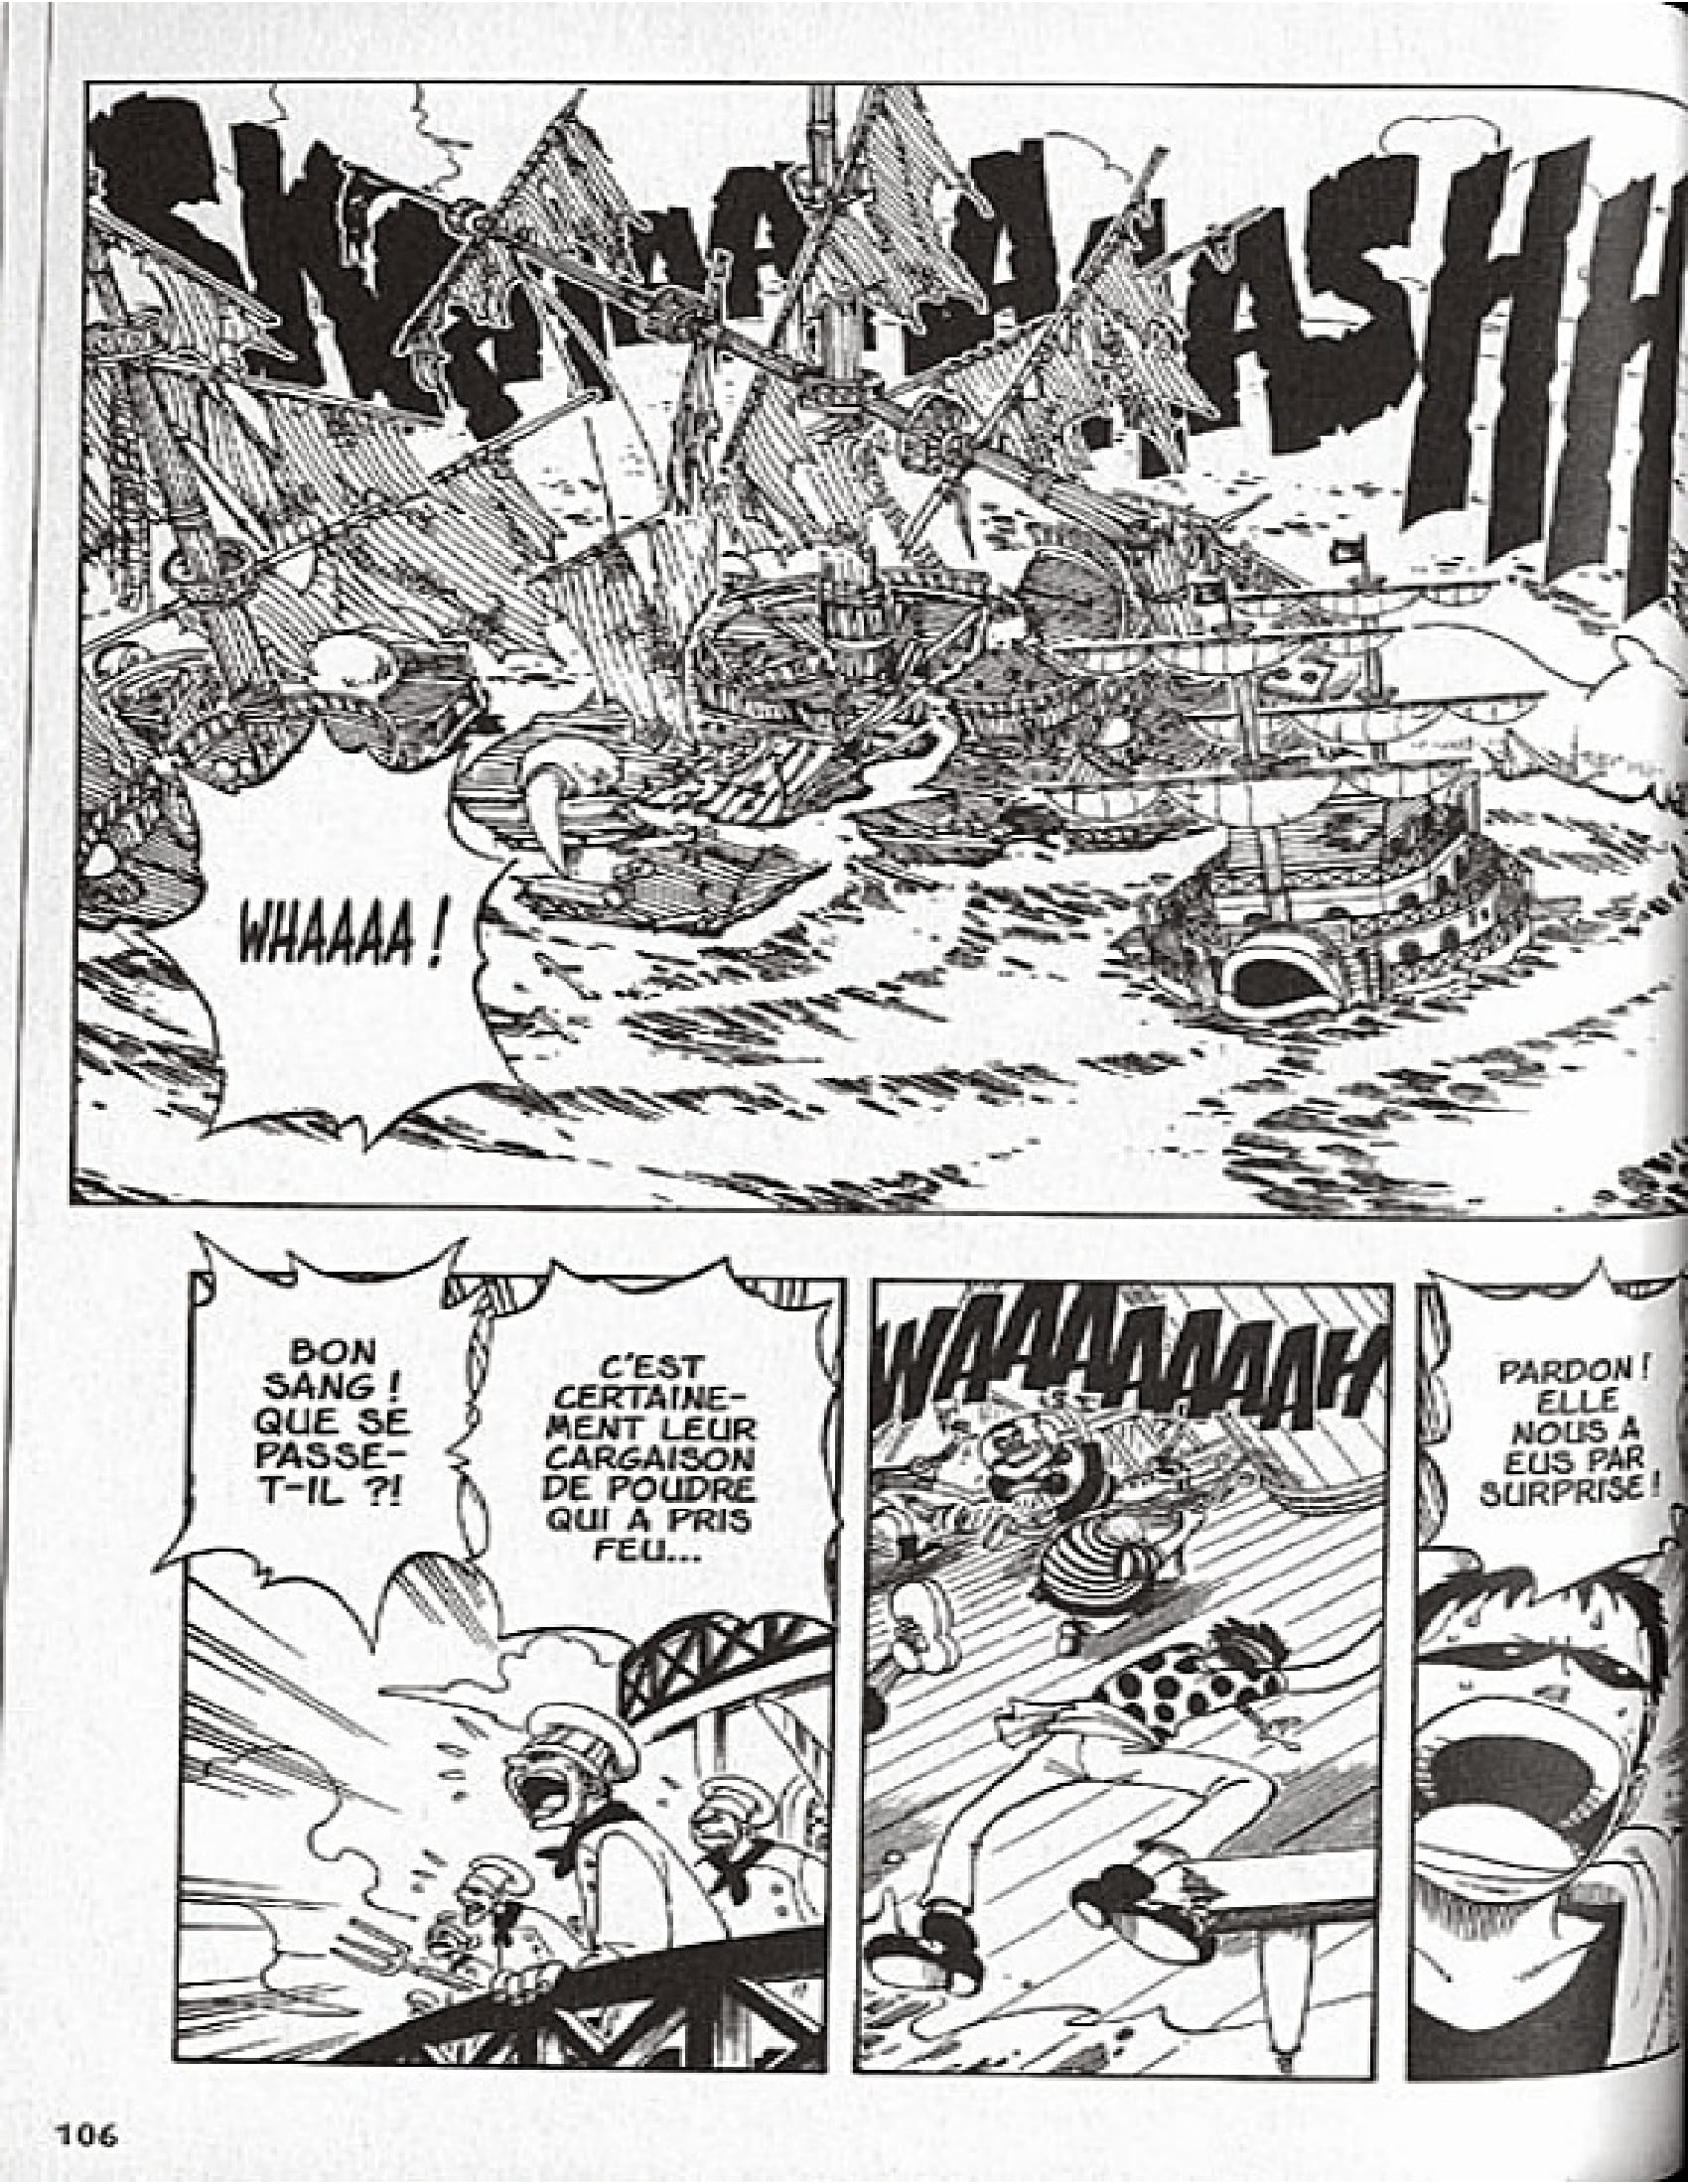 WHAAAA !
PARDON !
ELLE
NOUS A
EUS PAR
SURPRISE !
WAAAAAAAAH
C'EST
CERTAINE-
MENT LEUR
CARGAISON
DE POUDRE
QUI A PRIS
FEU...
BON
SANG !
QUE SE
PASSE-
T-IL ?!
106